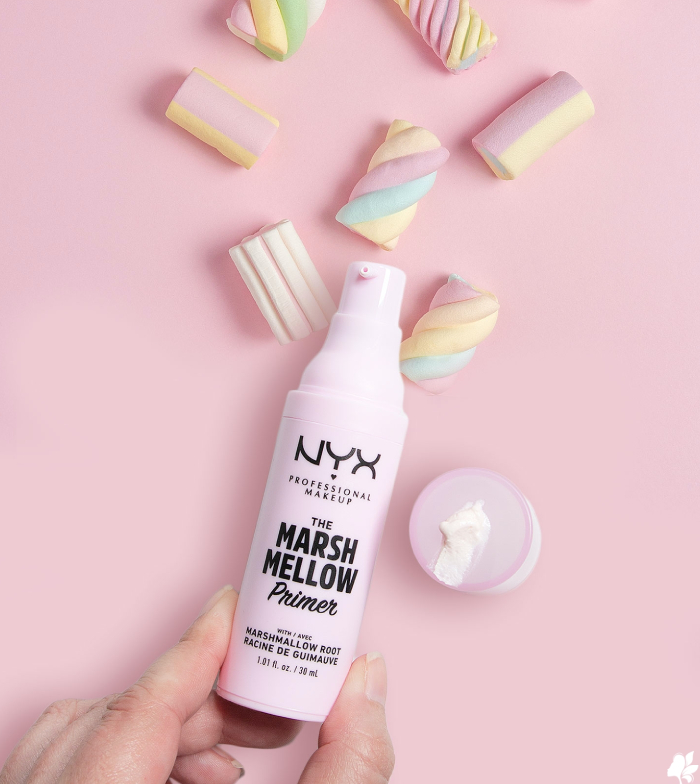 NYX
PROFESSIONAL
MAKEUP
THE
MARSH
MELLOW
Primer
WITH / AVEC
MARSHMALLOW ROOT
RACINE DE GUIMAUVE
1.01 fl. oz. / 30 mL